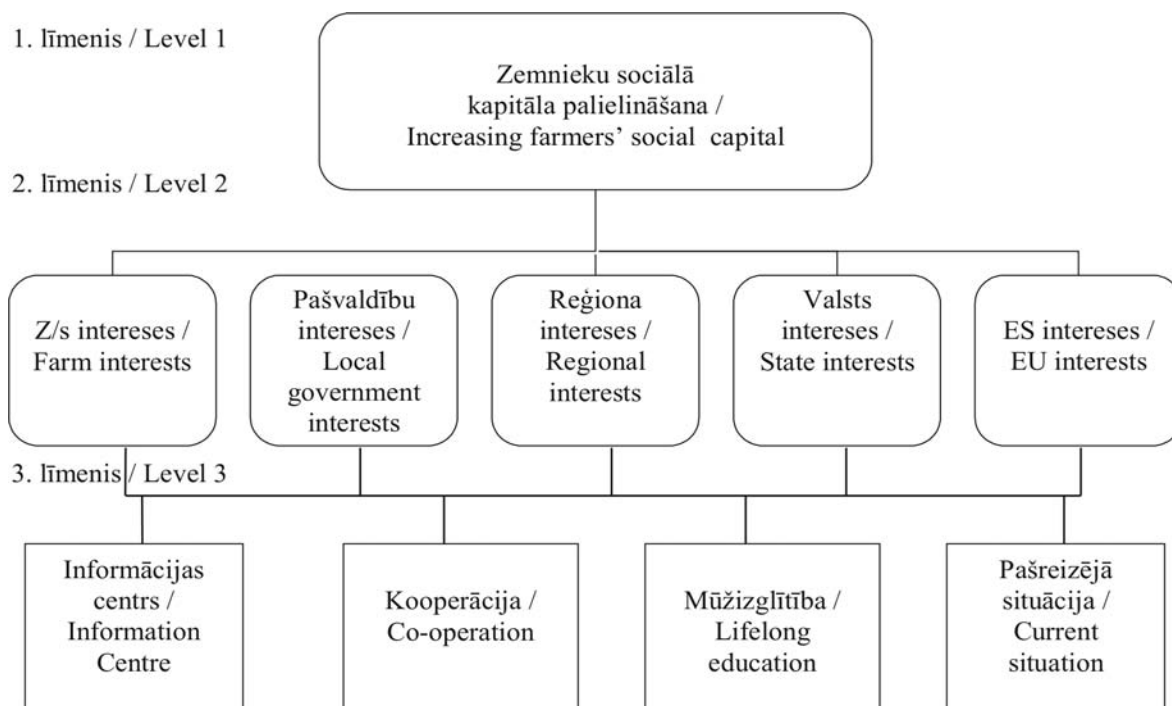 1. līmenis / Level 1
Zemnieku sociālā
kapitāla palielināšana /
Increasing farmers’ social capital
2. līmenis / Level 2
Z/s intereses /
Farm interests
Pašvaldību
intereses /
Local
government
interests
Reģiona
intereses /
Regional
interests
Valsts
intereses /
State interests
ES intereses /
EU interests
3. līmenis / Level 3
Informācijas
centrs /
Information
Centre
Kooperācija /
Co-operation
Mūžizglītība /
Lifelong
education
Pašreizējā
situācija /
Current
situation